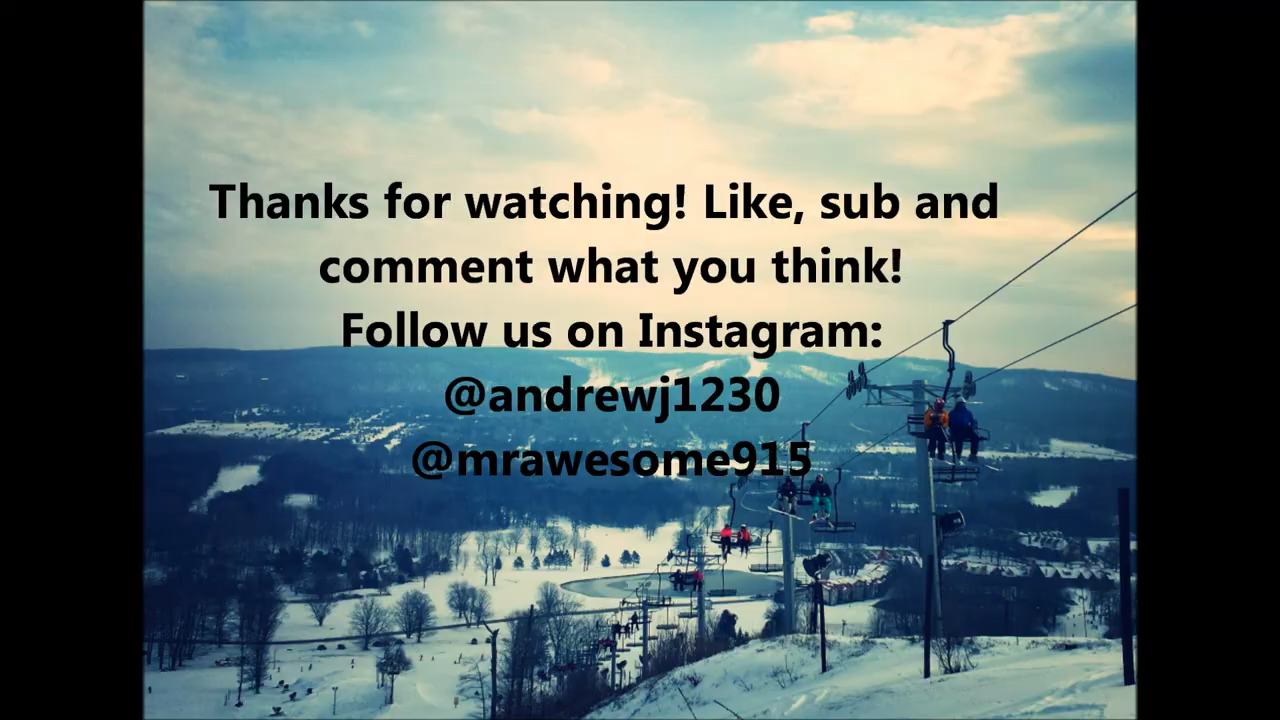 Thanks for watching! Like, sub and
comment what you think!
Follow us on Instagram:
@andrewj1230
@mrawesome915